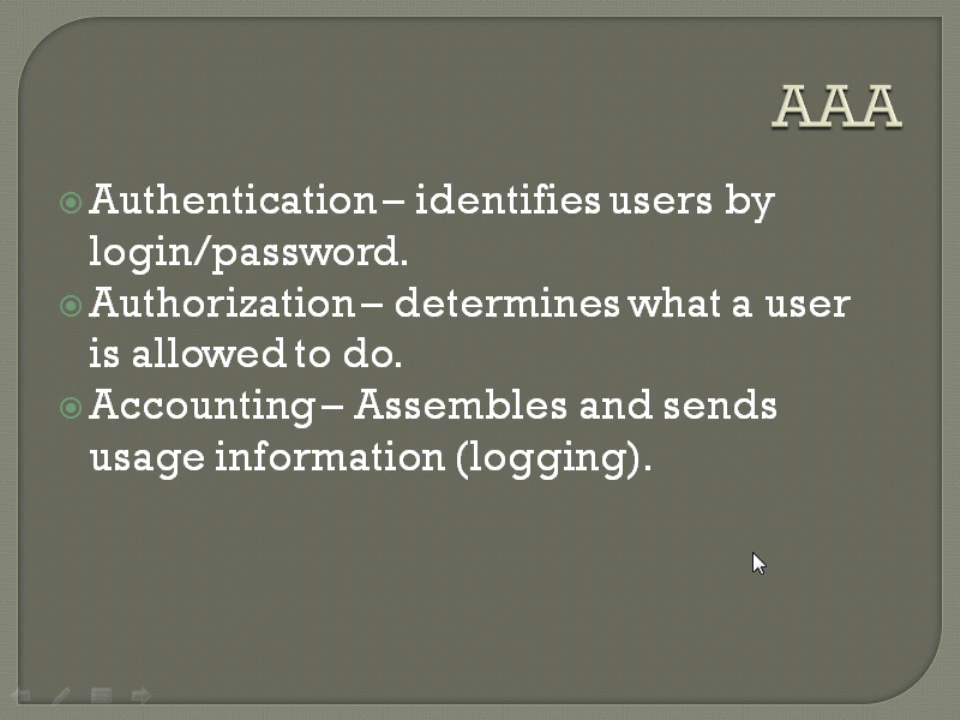 AAA
Authentication – identifies users by
login/password.
Authorization – determines what a user
is allowed to do.
Accounting – Assembles and sends
usage information (logging).